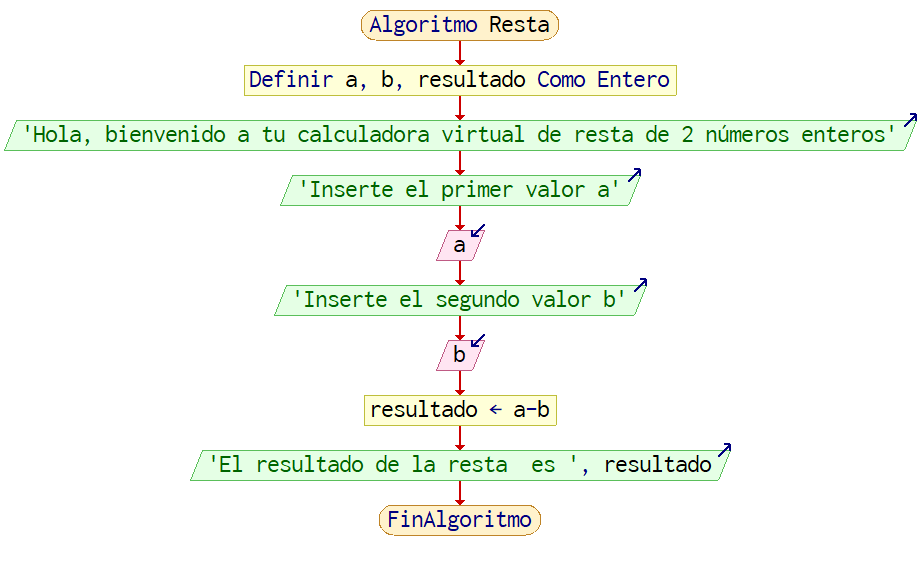 Algoritmo Resta
Definir a, b, resultado Como Entero
'Hola, bienvenido a tu calculadora virtual de resta de 2 números enteros'
'Inserte el primer valor a'
a
'Inserte el segundo valor b'
b
resultado ← a-b
'El resultado de la resta  es ', resultado
FinAlgoritmo